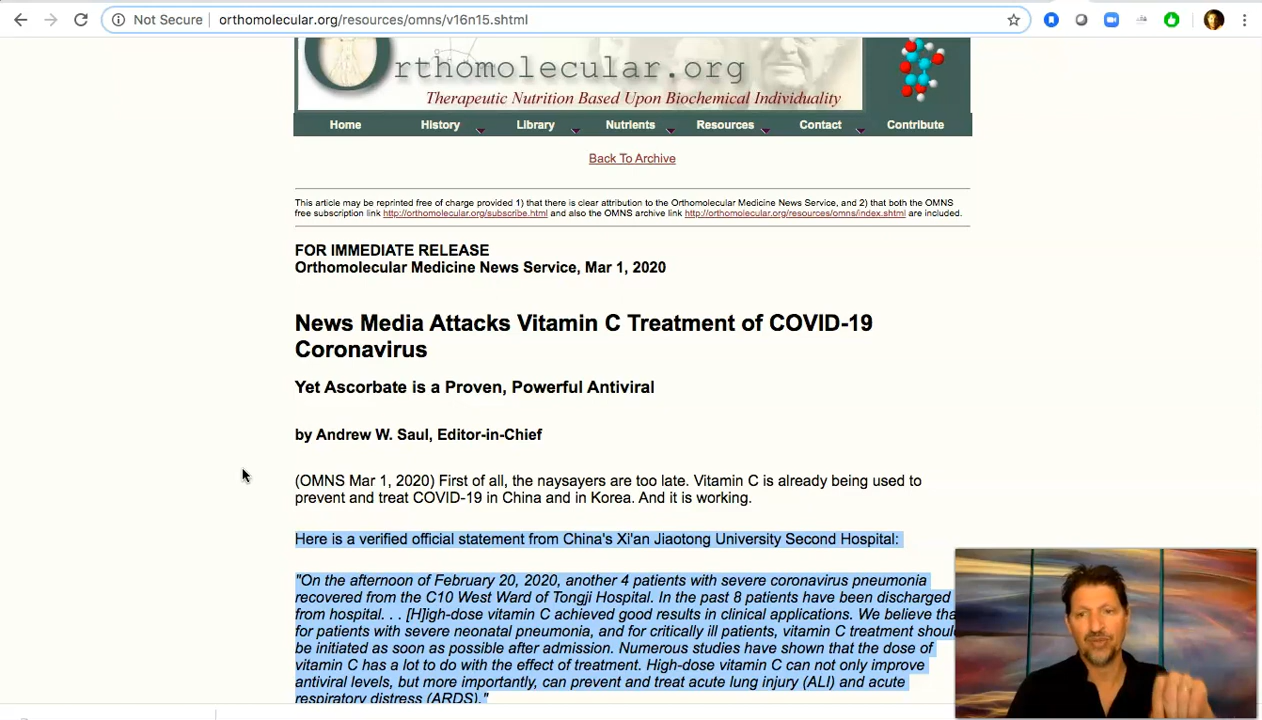 Not Secure orthomolecular.org/resources/omns/v16n15.shtml
Orthomolecular.org
Therapeutic Nutrition Based Upon Biochemical Individuality
Home History Library Nutrients Resources Contact Contribute
Back To Archive
This article may be reprinted free of charge provided 1) that there is clear attribution to the Orthomolecular Medicine News Service, and 2) that both the OMNS
free subscription link http://orthomolecular.org/subscribe.html and also the OMNS archive link http://orthomolecular.org/resources/omns/index.shtml are included.
FOR IMMEDIATE RELEASE
Orthomolecular Medicine News Service, Mar 1, 2020
News Media Attacks Vitamin C Treatment of COVID-19
Coronavirus
Yet Ascorbate is a Proven, Powerful Antiviral
by Andrew W. Saul, Editor-in-Chief
(OMNS Mar 1, 2020) First of all, the naysayers are too late. Vitamin C is already being used to
prevent and treat COVID-19 in China and in Korea. And it is working.
Here is a verified official statement from China's Xi'an Jiaotong University Second Hospital:
"On the afternoon of February 20, 2020, another 4 patients with severe coronavirus pneumonia
recovered from the C10 West Ward of Tongji Hospital. In the past 8 patients have been discharged
from hospital. . . [H]igh-dose vitamin C achieved good results in clinical applications. We believe tha
for patients with severe neonatal pneumonia, and for critically ill patients, vitamin C treatment shou
be initiated as soon as possible after admission. Numerous studies have shown that the dose of
vitamin C has a lot to do with the effect of treatment. High-dose vitamin C can not only improve
antiviral levels, but more importantly, can prevent and treat acute lung injury (ALI) and acute
respiratory distress (ARDS)."